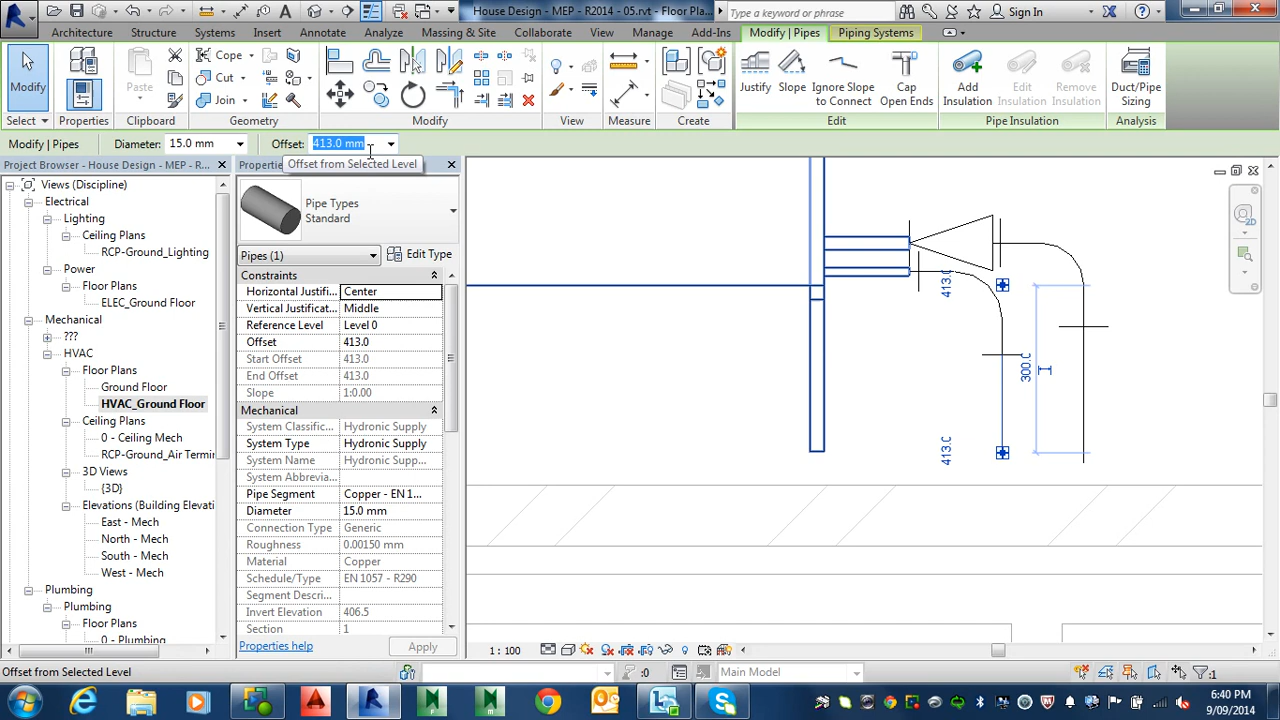 House Design - MEP - R2014 - 05.rvt - Floor Pla...
Type a keyword or phrase
Sign In
Architecture
Structure
Systems
Insert
Annotate
Analyze
Massing & Site
Collaborate
View
Manage
Add-Ins
Modify | Pipes
Piping Systems
Modify
Paste
Cope
Cut
Join
Justify
Slope
Ignore Slope
to Connect
Cap
Open Ends
Add
Insulation
Edit
Insulation
Remove
Insulation
Duct/Pipe
Sizing
Select
Properties
Clipboard
Geometry
Modify
View
Measure
Create
Edit
Pipe Insulation
Analysis
Modify | Pipes
Diameter:
15.0 mm
Offset:
413.0 mm
Offset from Selected Level
Project Browser - House Design - MEP - R...
Views (Discipline)
Electrical
Lighting
Ceiling Plans
RCP-Ground_Lighting
Power
Floor Plans
ELEC_Ground Floor
Mechanical
???
HVAC
Floor Plans
Ground Floor
HVAC_Ground Floor
Ceiling Plans
0 - Ceiling Mech
RCP-Ground_Air Termi
3D Views
{3D}
Elevations (Building Elevati
East - Mech
North - Mech
South - Mech
West - Mech
Plumbing
Plumbing
Floor Plans
0 - Plumbing
Pipe Types
Standard
Pipes (1)
Edit Type
Constraints
Horizontal Justifi... Center
Vertical Justificat... Middle
Reference Level Level 0
Offset 413.0
Start Offset 413.0
End Offset 413.0
Slope 1:0.00
Mechanical
System Classific... Hydronic Supply
System Type Hydronic Supply
System Name Hydronic Supp...
System Abbrevia...
Pipe Segment Copper - EN 1...
Diameter 15.0 mm
Connection Type Generic
Roughness 0.00150 mm
Material Copper
Schedule/Type EN 1057 - R290
Segment Descri...
Invert Elevation 406.5
Section 1
Properties help
Apply
413.0
300.0
413.0
2D
1 : 100
Offset from Selected Level
:0
Main Model
:1
6:40 PM
9/09/2014